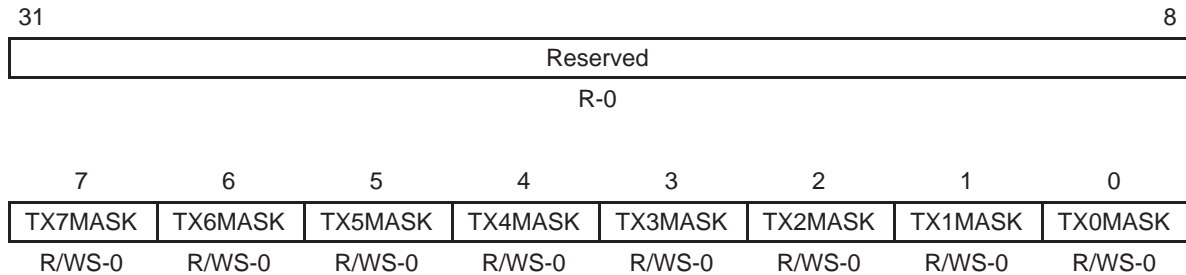 31 8
Reserved
R-0
7 6 5 4 3 2 1 0
TX7MASK TX6MASK TX5MASK TX4MASK TX3MASK TX2MASK TX1MASK TX0MASK
R/WS-0 R/WS-0 R/WS-0 R/WS-0 R/WS-0 R/WS-0 R/WS-0 R/WS-0